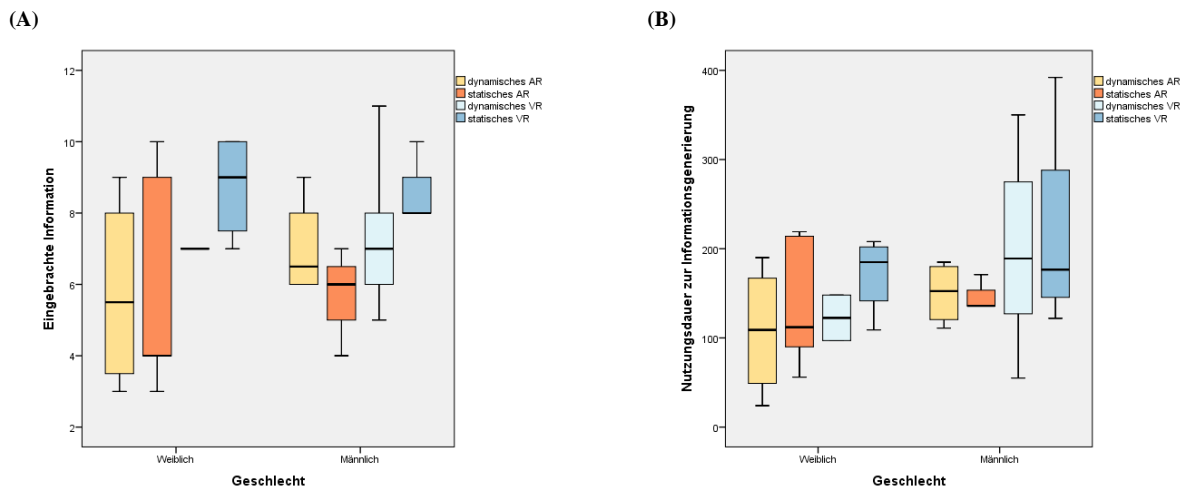 (A)
Eingebrachte Information
12
10
8
6
4
2
Weiblich
Männlich
Geschlecht
dynamisches AR
statisches AR
dynamisches VR
statisches VR
(B)
Nutzungsdauer zur Informationsgenerierung
400
300
200
100
0
Weiblich
Männlich
Geschlecht
dynamisches AR
statisches AR
dynamisches VR
statisches VR